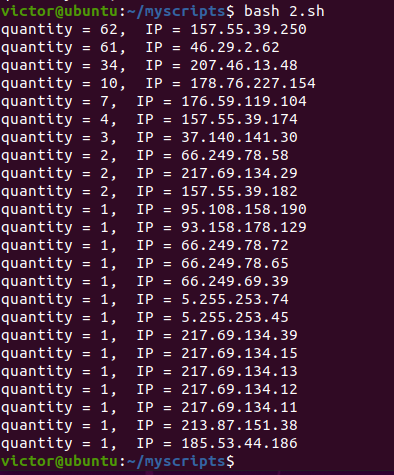 victor@ubuntu:~/myscripts$ bash 2.sh
quantity = 62,  IP = 157.55.39.250
quantity = 61,  IP = 46.29.2.62
quantity = 34,  IP = 207.46.13.48
quantity = 10,  IP = 178.76.227.154
quantity = 7,  IP = 176.59.119.104
quantity = 4,  IP = 157.55.39.174
quantity = 3,  IP = 37.140.141.30
quantity = 2,  IP = 66.249.78.58
quantity = 2,  IP = 217.69.134.29
quantity = 2,  IP = 157.55.39.182
quantity = 1,  IP = 95.108.158.190
quantity = 1,  IP = 93.158.178.129
quantity = 1,  IP = 66.249.78.72
quantity = 1,  IP = 66.249.78.65
quantity = 1,  IP = 66.249.69.39
quantity = 1,  IP = 5.255.253.74
quantity = 1,  IP = 5.255.253.45
quantity = 1,  IP = 217.69.134.39
quantity = 1,  IP = 217.69.134.15
quantity = 1,  IP = 217.69.134.13
quantity = 1,  IP = 217.69.134.12
quantity = 1,  IP = 217.69.134.11
quantity = 1,  IP = 213.87.151.38
quantity = 1,  IP = 185.53.44.186
victor@ubuntu:~/myscripts$